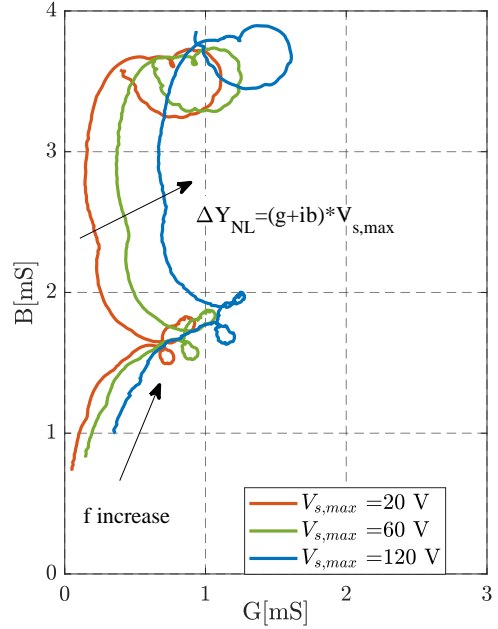 4
3
2
1
0
B[mS]
ΔY_NL=(g+ib)*V_s,max
f increase
V_s,max =20 V
V_s,max =60 V
V_s,max =120 V
0 1 2 3
G[mS]